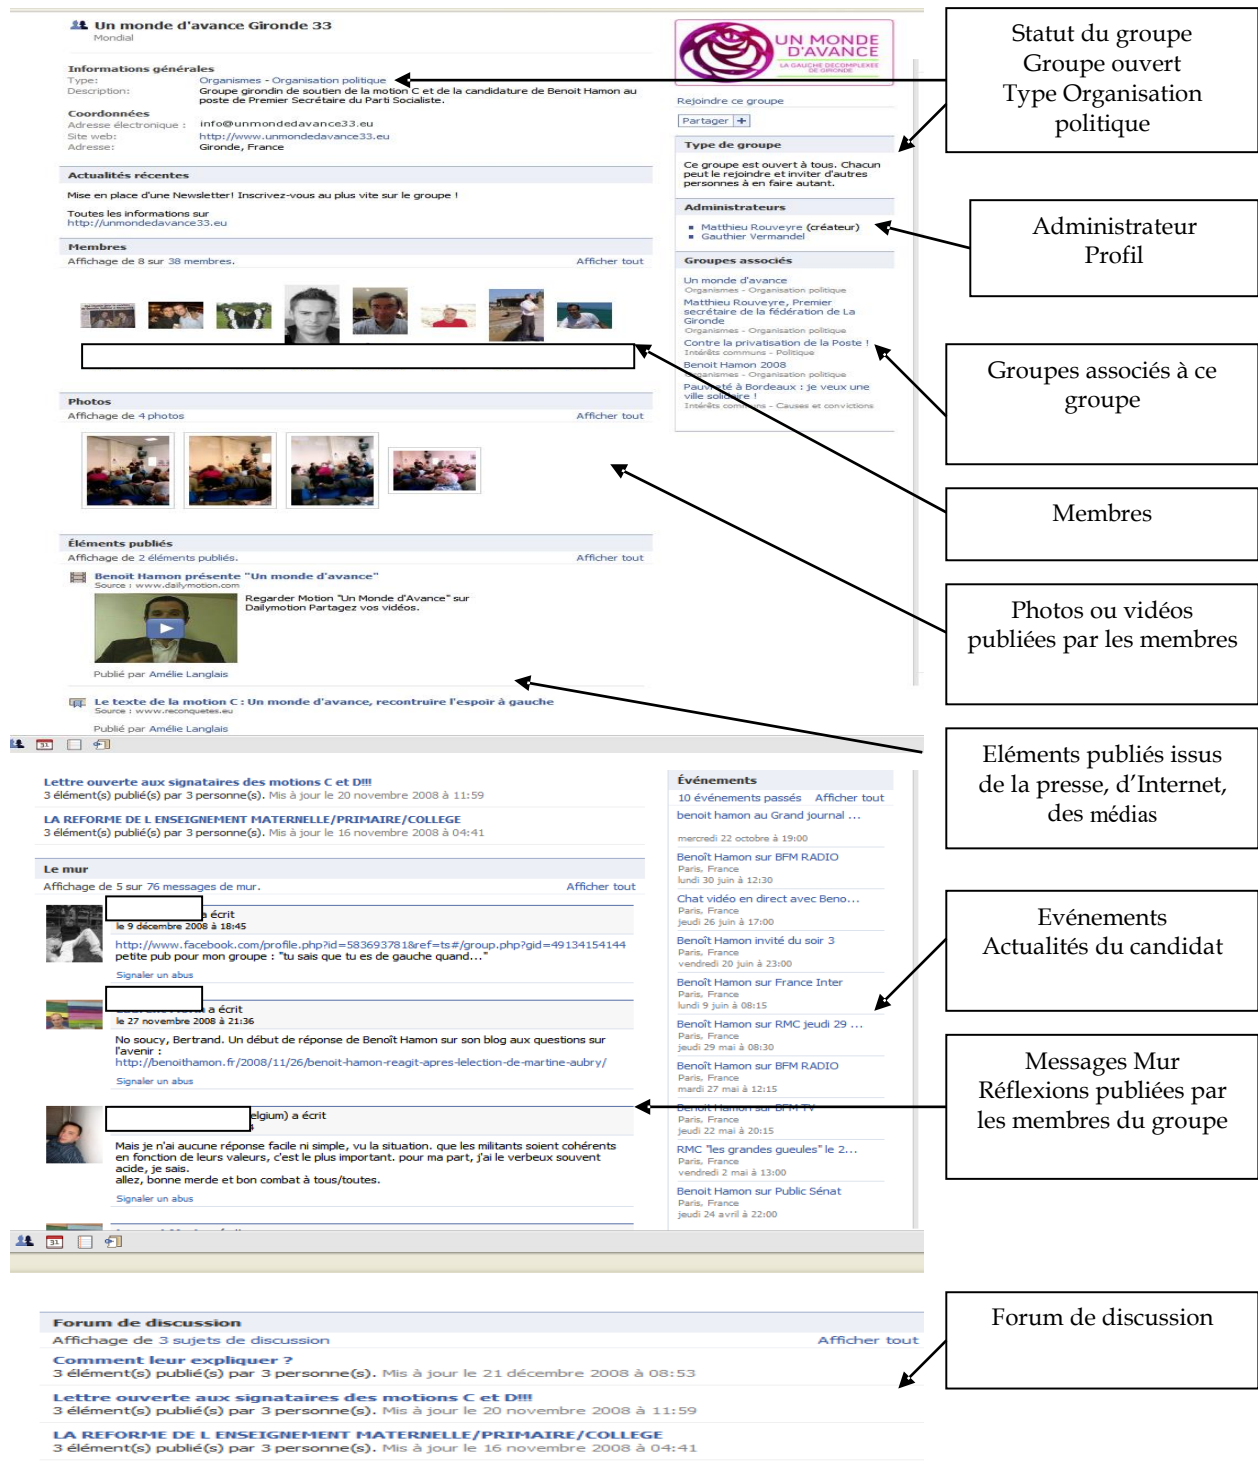 Un monde d'avance Gironde 33
Mondial
Informations générales
Type: Organismes - Organisation politique
Description: Groupe girondin de soutien de la motion C et de la candidature de Benoit Hamon au
poste de Premier Secrétaire du Parti Socialiste.
Coordonnées
Adresse électronique : info@unmondedavance33.eu
Site web: http://www.unmondedavance33.eu
Adresse: Gironde, France
Actualités récentes
Mise en place d'une Newsletter! Inscrivez-vous au plus vite sur le groupe !
Toutes les informations sur
http://unmondedavance33.eu
Membres
Affichage de 8 sur 38 membres. Afficher tout
Photos
Affichage de 4 photos Afficher tout
Éléments publiés
Affichage de 2 éléments publiés. Afficher tout
Benoit Hamon présente "Un monde d'avance"
Source : www.dailymotion.com
Regarder Motion "Un Monde d'Avance" sur
Dailymotion Partagez vos vidéos.
Publié par Amélie Langlais
Le texte de la motion C : Un monde d'avance, recontruire l'espoir à gauche
Source : www.reconquetes.eu
Publié par Amélie Langlais
UN MONDE
D'AVANCE
LA GAUCHE DECOMPLEXEE
DE GIRONDE
Rejoindre ce groupe
Partager +
Type de groupe
Ce groupe est ouvert à tous. Chacun
peut le rejoindre et inviter d'autres
personnes à en faire autant.
Administrateurs
Matthieu Rouveyre (créateur)
Gauthier Vermandel
Groupes associés
Un monde d'avance
Organismes - Organisation politique
Matthieu Rouveyre, Premier
secrétaire de la fédération de La
Gironde
Organismes - Organisation politique
Contre la privatisation de la Poste !
Intérêts communs - Politique
Benoit Hamon 2008
Organismes - Organisation politique
Pauvreté à Bordeaux : je veux une
ville solidaire !
Intérêts communs - Causes et convictions
Statut du groupe
Groupe ouvert
Type Organisation
politique
Administrateur
Profil
Groupes associés à ce
groupe
Membres
Photos ou vidéos
publiées par les membres
Eléments publiés issus
de la presse, d'Internet,
des médias
31
Lettre ouverte aux signataires des motions C et D!!!
3 élément(s) publié(s) par 3 personne(s). Mis à jour le 20 novembre 2008 à 11:59
LA REFORME DE L ENSEIGNEMENT MATERNELLE/PRIMAIRE/COLLEGE
3 élément(s) publié(s) par 3 personne(s). Mis à jour le 16 novembre 2008 à 04:41
Le mur
Affichage de 5 sur 76 messages de mur. Afficher tout
a écrit
le 9 décembre 2008 à 18:45
http://www.facebook.com/profile.php?id=583693781&ref=ts#/group.php?gid=49134154144
petite pub pour mon groupe : "tu sais que tu es de gauche quand..."
Signaler un abus
a écrit
le 27 novembre 2008 à 21:36
No soucy, Bertrand. Un début de réponse de Benoît Hamon sur son blog aux questions sur
l'avenir :
http://benoithamon.fr/2008/11/26/benoit-hamon-reagit-apres-lelection-de-martine-aubry/
Signaler un abus
elgium) a écrit
Mais je n'ai aucune réponse facile ni simple, vu la situation. que les militants soient cohérents
en fonction de leurs valeurs, c'est le plus important. pour ma part, j'ai le verbeux souvent
acide, je sais.
allez, bonne merde et bon combat à tous/toutes.
Signaler un abus
31
Événements
10 événements passés Afficher tout
benoit hamon au Grand journal ...
mercredi 22 octobre à 19:00
Benoît Hamon sur BFM RADIO
Paris, France
lundi 30 juin à 12:30
Chat vidéo en direct avec Beno...
Paris, France
jeudi 26 juin à 17:00
Benoît Hamon invité du soir 3
Paris, France
vendredi 20 juin à 23:00
Benoît Hamon sur France Inter
Paris, France
lundi 9 juin à 08:15
Benoît Hamon sur RMC jeudi 29 ...
Paris, France
jeudi 29 mai à 08:30
Benoît Hamon sur BFM RADIO
Paris, France
mardi 27 mai à 12:15
Benoit Hamon sur BFM TV
Paris, France
jeudi 22 mai à 20:15
RMC "les grandes gueules" le 2...
Paris, France
vendredi 2 mai à 13:00
Benoit Hamon sur Public Sénat
Paris, France
jeudi 24 avril à 22:00
Evénements
Actualités du candidat
Messages Mur
Réflexions publiées par
les membres du groupe
Forum de discussion
Affichage de 3 sujets de discussion Afficher tout
Comment leur expliquer ?
3 élément(s) publié(s) par 3 personne(s). Mis à jour le 21 décembre 2008 à 08:53
Lettre ouverte aux signataires des motions C et D!!!
3 élément(s) publié(s) par 3 personne(s). Mis à jour le 20 novembre 2008 à 11:59
LA REFORME DE L ENSEIGNEMENT MATERNELLE/PRIMAIRE/COLLEGE
3 élément(s) publié(s) par 3 personne(s). Mis à jour le 16 novembre 2008 à 04:41
Forum de discussion